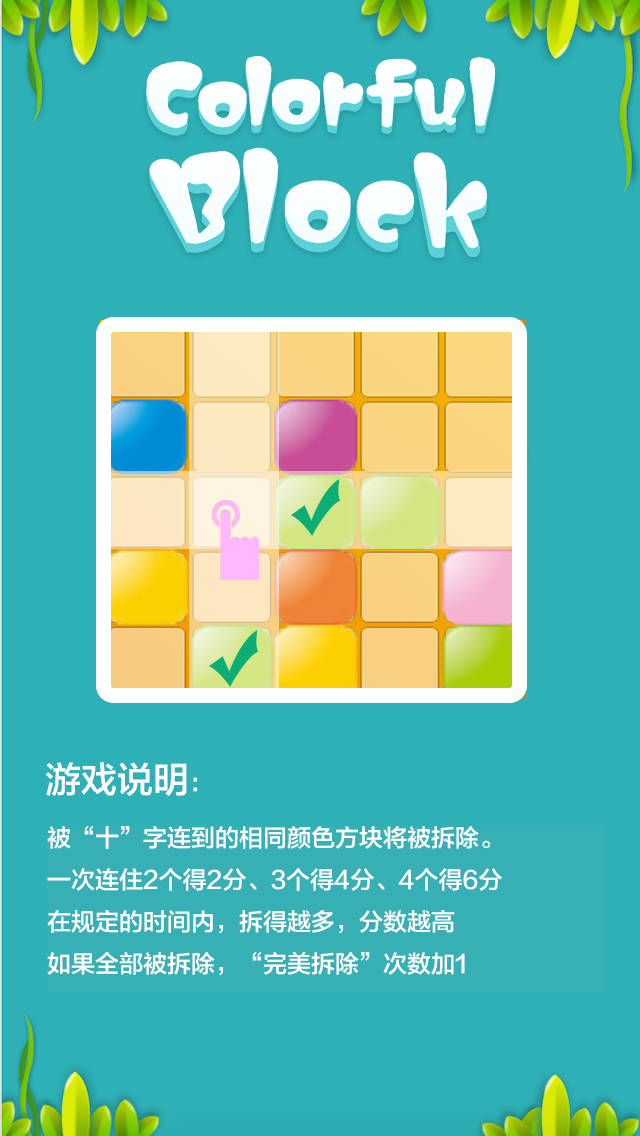 Colorful
Block
游戏说明：
被“十”字连到的相同颜色方块将被拆除。
一次连住2个得2分、3个得4分、4个得6分
在规定的时间内，拆得越多，分数越高
如果全部被拆除，“完美拆除”次数加1